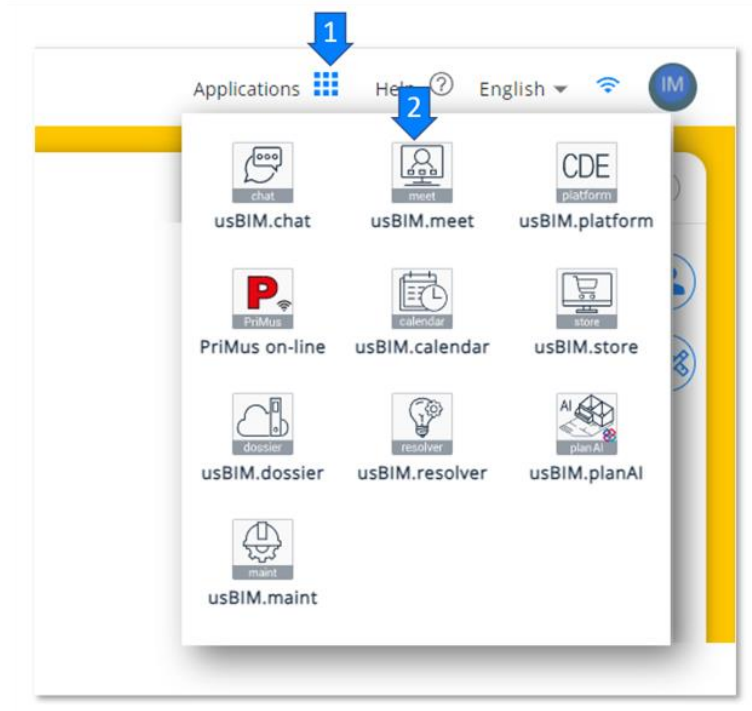 1
Applications Help ? English IM
2
chat meet CDE platform
usBIM.chat usBIM.meet usBIM.platform
P PriMus calendar store
PriMus on-line usBIM.calendar usBIM.store
dossier resolver AI plan AI
usBIM.dossier usBIM.resolver usBIM.planAI
maint
usBIM.maint